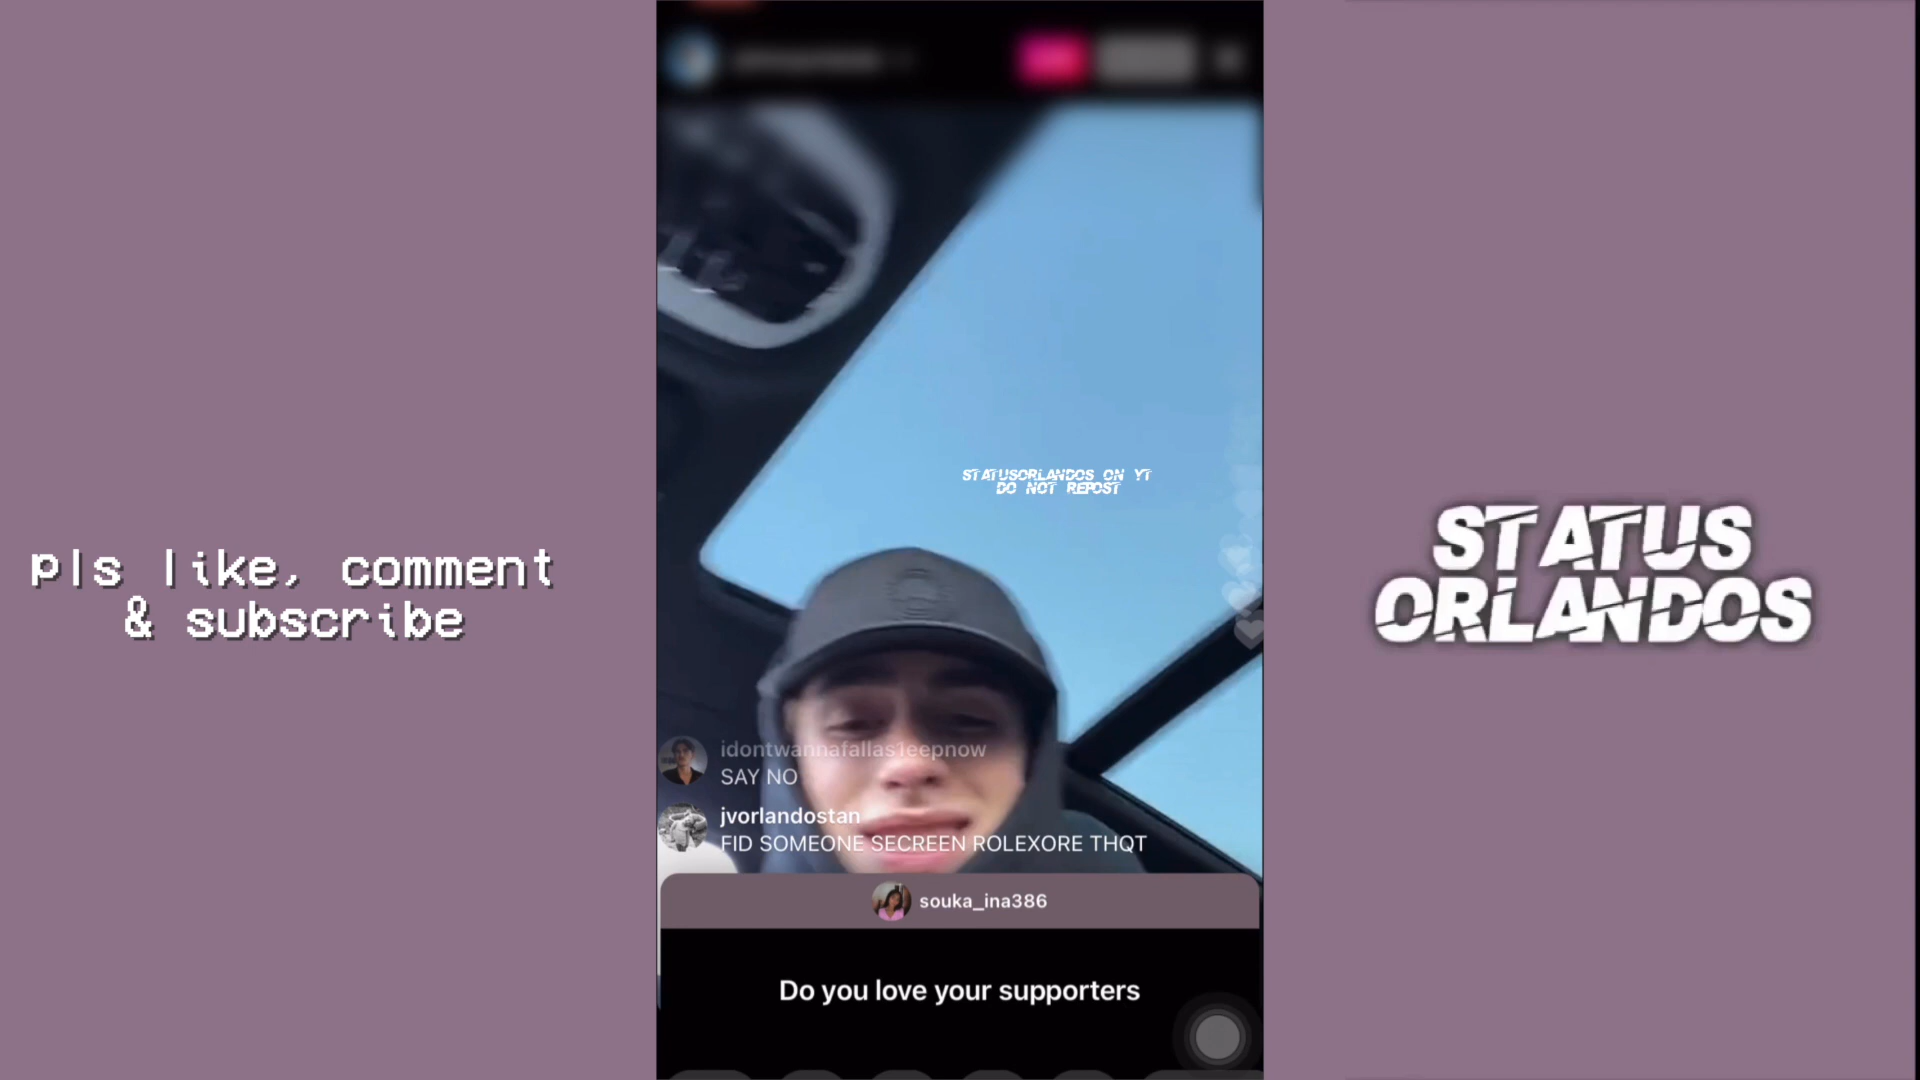 pls like, comment
& subscribe
STATUSORLANDOS ON YT
DO NOT REPOST
idontwannafallas1eepnow
SAY NO
jvorlandostan
FID SOMEONE SECREEN ROLEXORE THQT
souka_ina386
Do you love your supporters
STATUS
ORLANDOS